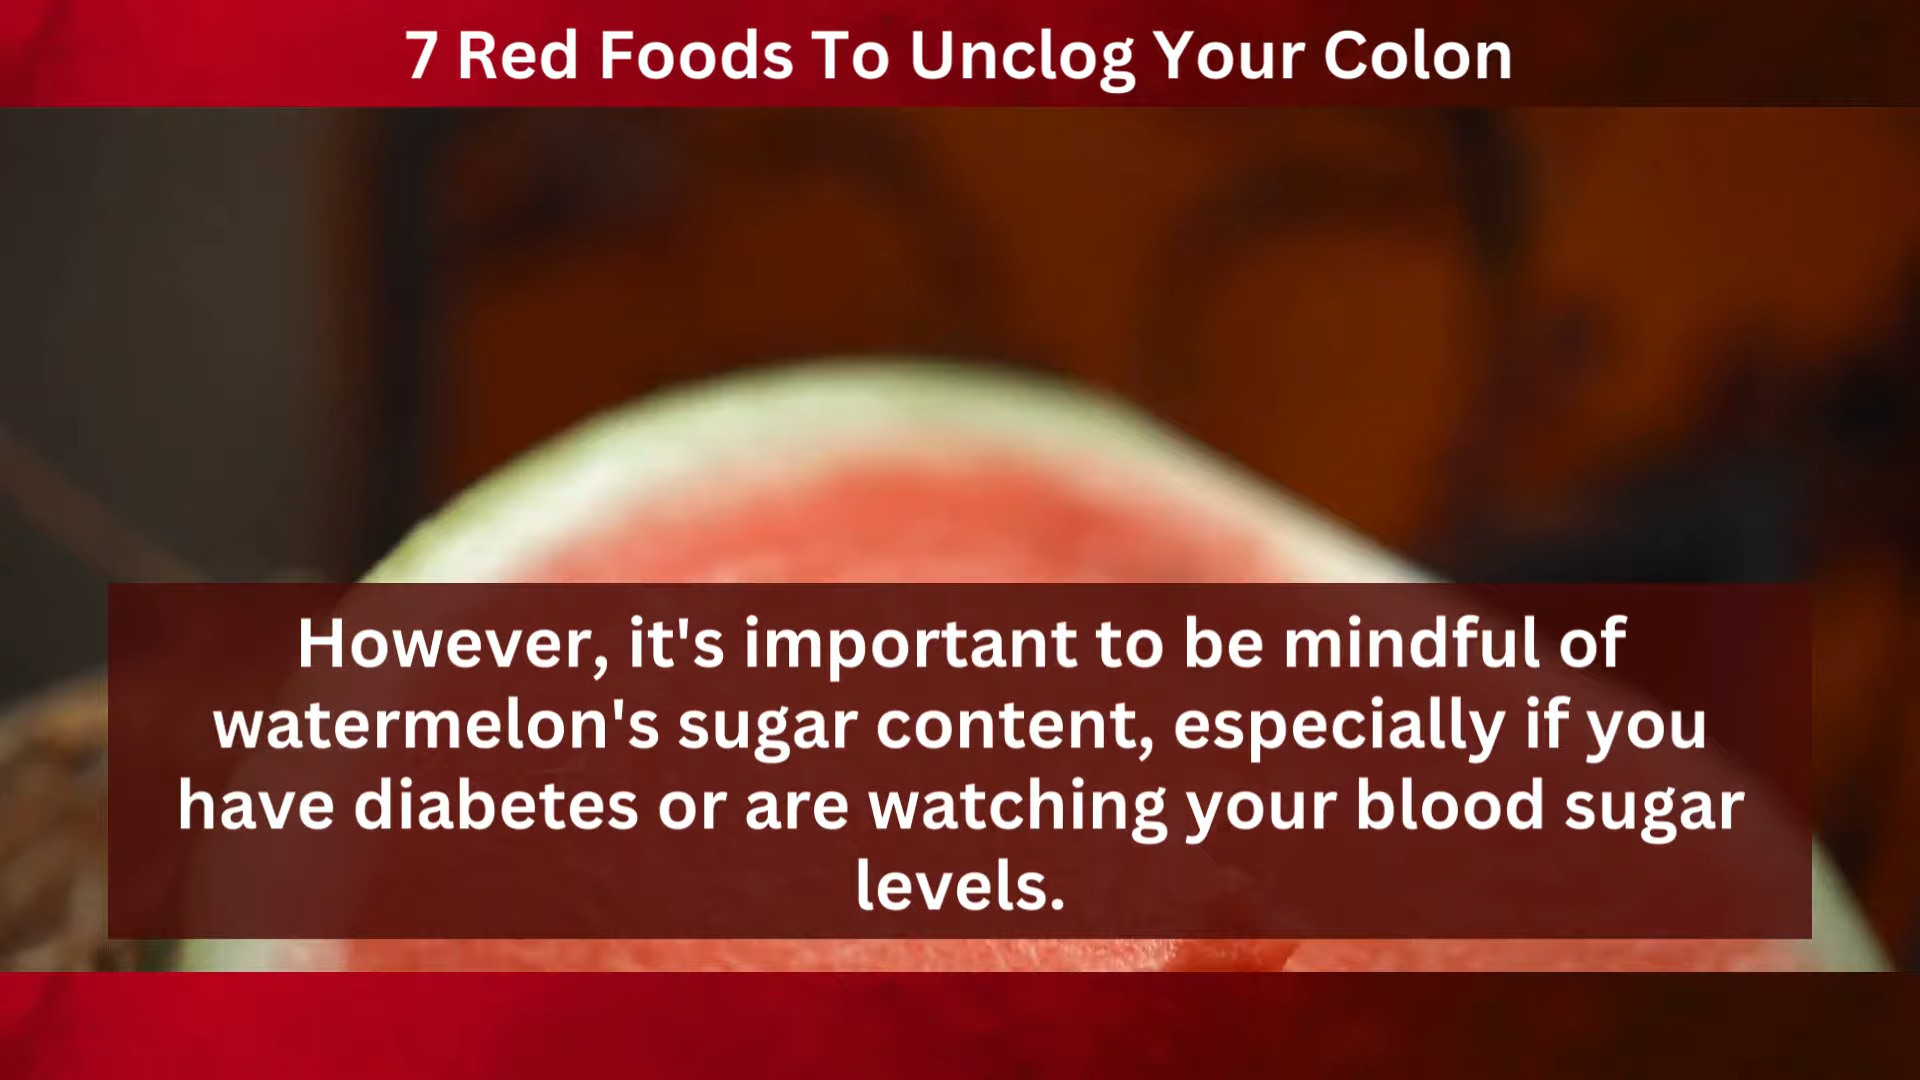 7 Red Foods To Unclog Your Colon
However, it's important to be mindful of
watermelon's sugar content, especially if you
have diabetes or are watching your blood sugar
levels.